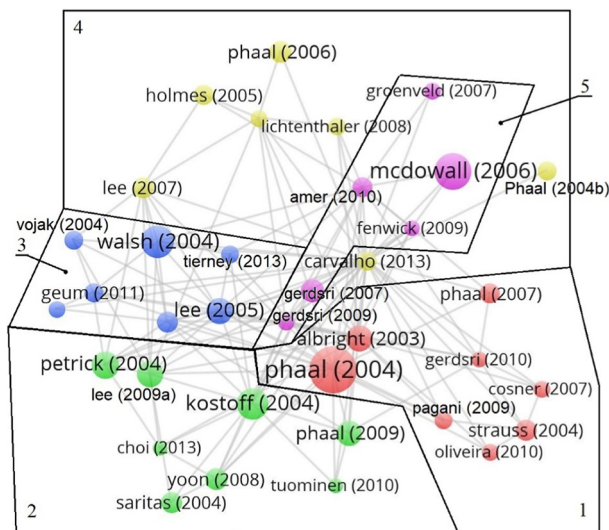 4
phaal (2006)
5
holmes (2005)
groenveld (2007)
lichtenthaler (2008)
mcdowall (2006)
lee (2007)
amer (2010)
Phaal (2004b)
vojak (2004)
walsh (2004)
fenwick (2009)
3
tierney (2013)
carvalho (2013)
geum (2011)
gerdsri (2007)
phaal (2007)
lee (2005)
gerdsri (2009)
albright (2003)
petrick (2004)
phaal (2004)
gerdsri (2010)
lee (2009a)
kostoff (2004)
cosner (2007)
pagani (2009)
phaal (2009)
strauss (2004)
choi (2013)
oliveira (2010)
yoon (2008)
tuominen (2010)
saritas (2004)
2
1